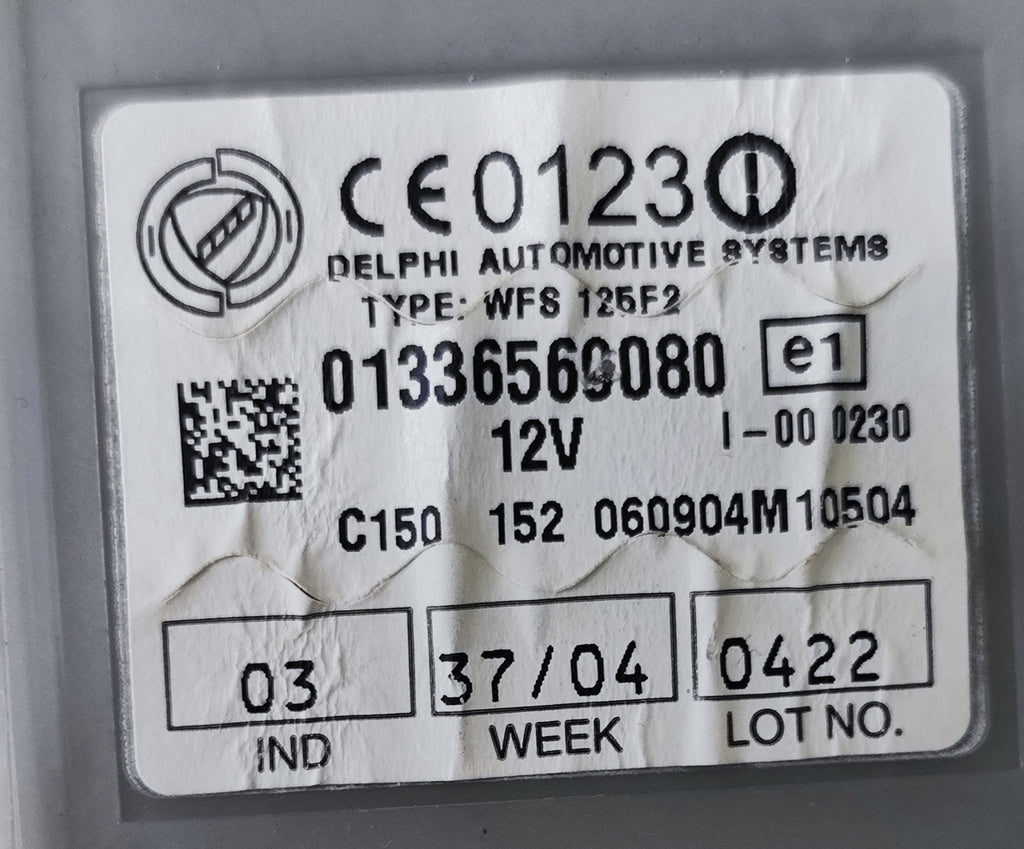 CE0123
DELPHI AUTOMOTIVE SYSTEMS
TYPE: WFS 125F2
01336569080 e1
12V I-00 0230
C150 152 060904M10504
03 37/04 0422
IND WEEK LOT NO.